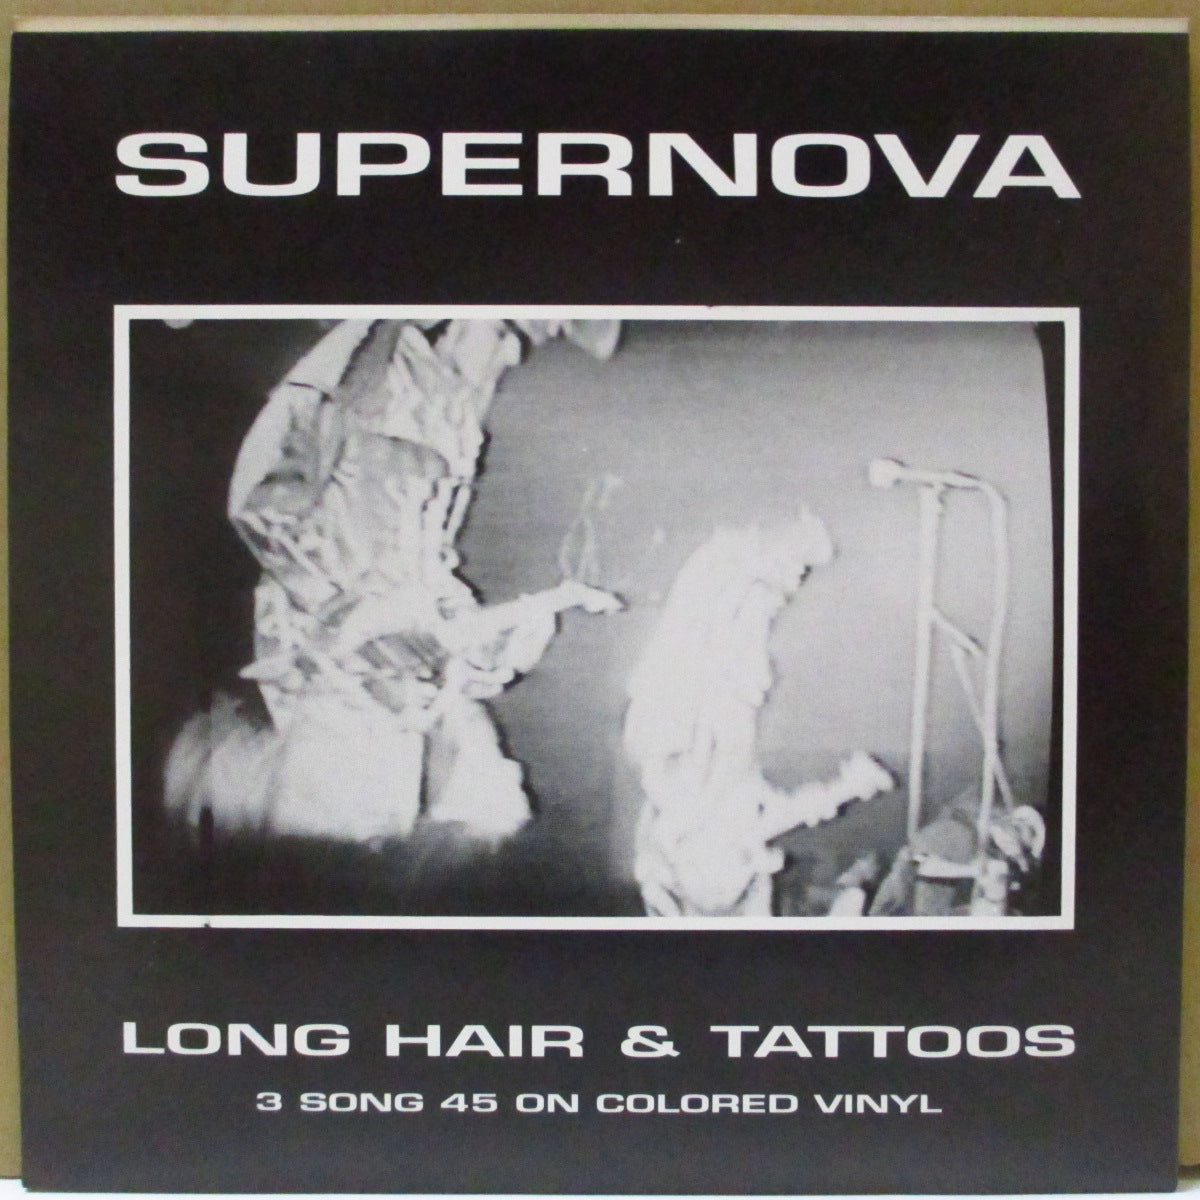 SUPERNOVA
LONG HAIR & TATTOOS
3 SONG 45 ON COLORED VINYL